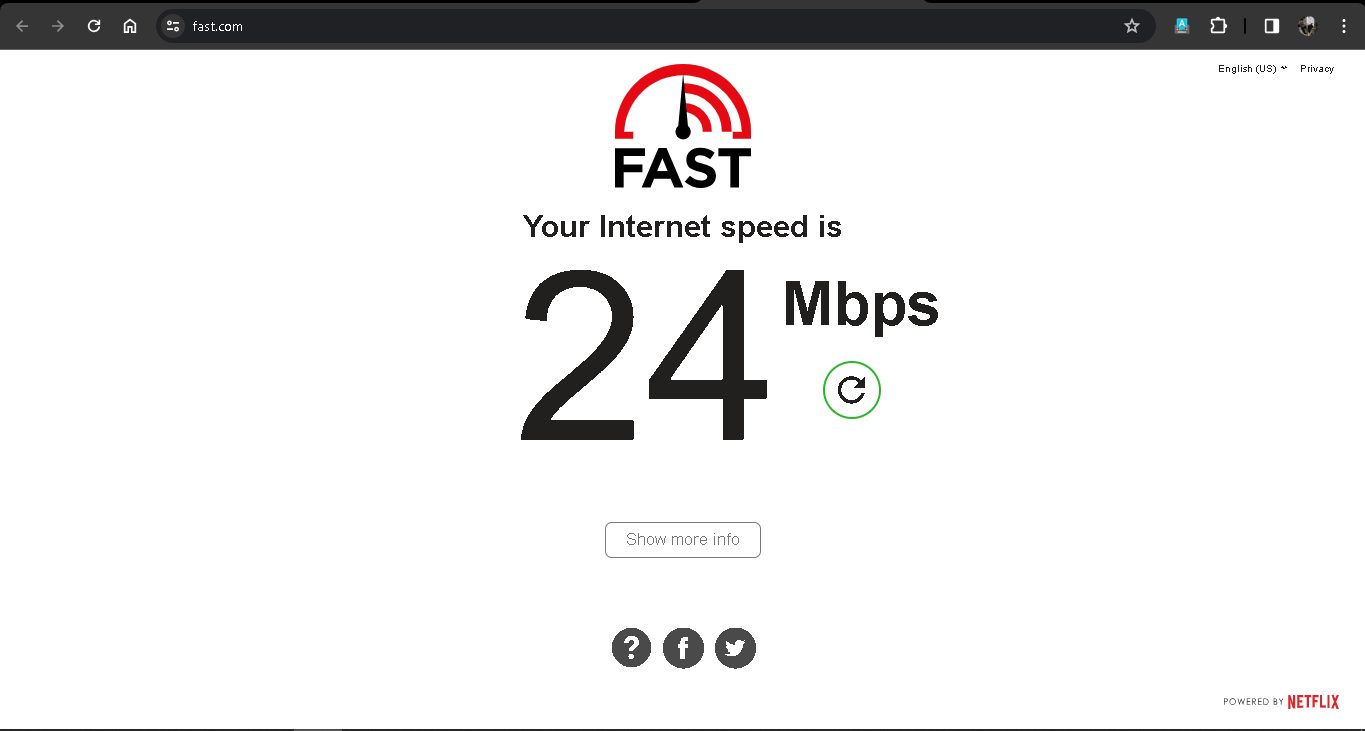 fast.com
English (US) Privacy
FAST
Your Internet speed is
24 Mbps
Show more info
?
POWERED BY NETFLIX